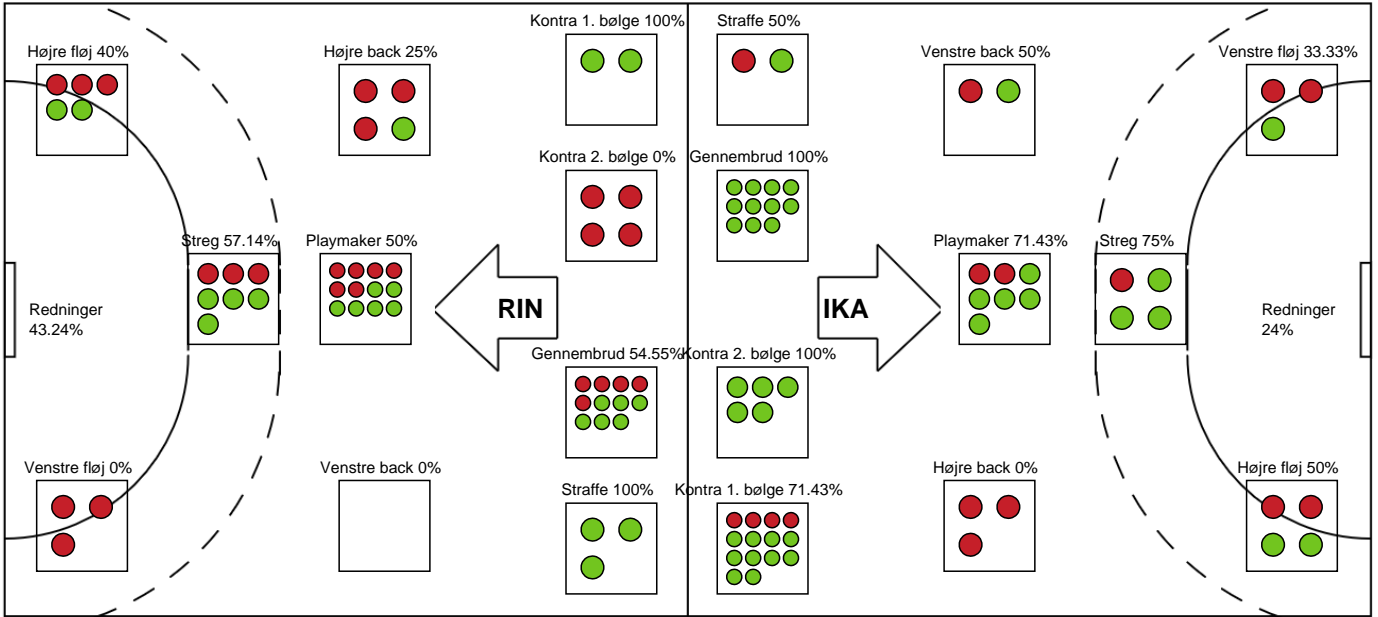 Kontra 1. bølge 100%
Straffe 50%
Højre fløj 40%
Højre back 25%
Venstre back 50%
Venstre fløj 33.33%
Kontra 2. bølge 0%
Gennembrud 100%
Streg 57.14%
Playmaker 50%
Playmaker 71.43%
Streg 75%
Redninger
43.24%
RIN
IKA
Redninger
24%
Gennembrud 54.55%
Kontra 2. bølge 100%
Venstre fløj 0%
Venstre back 0%
Straffe 100%
Kontra 1. bølge 71.43%
Højre back 0%
Højre fløj 50%